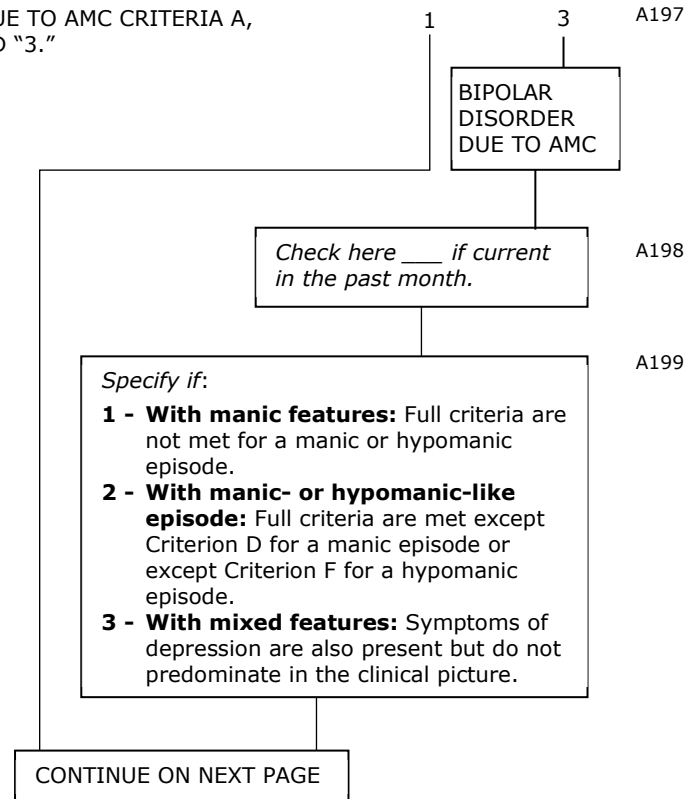 UE TO AMC CRITERIA A, 1 3 A197
D “3.”
BIPOLAR
DISORDER
DUE TO AMC
Check here ___ if current A198
in the past month.
A199
Specify if:
1 - With manic features: Full criteria are
not met for a manic or hypomanic
episode.
2 - With manic- or hypomanic-like
episode: Full criteria are met except
Criterion D for a manic episode or
except Criterion F for a hypomanic
episode.
3 - With mixed features: Symptoms of
depression are also present but do not
predominate in the clinical picture.
CONTINUE ON NEXT PAGE